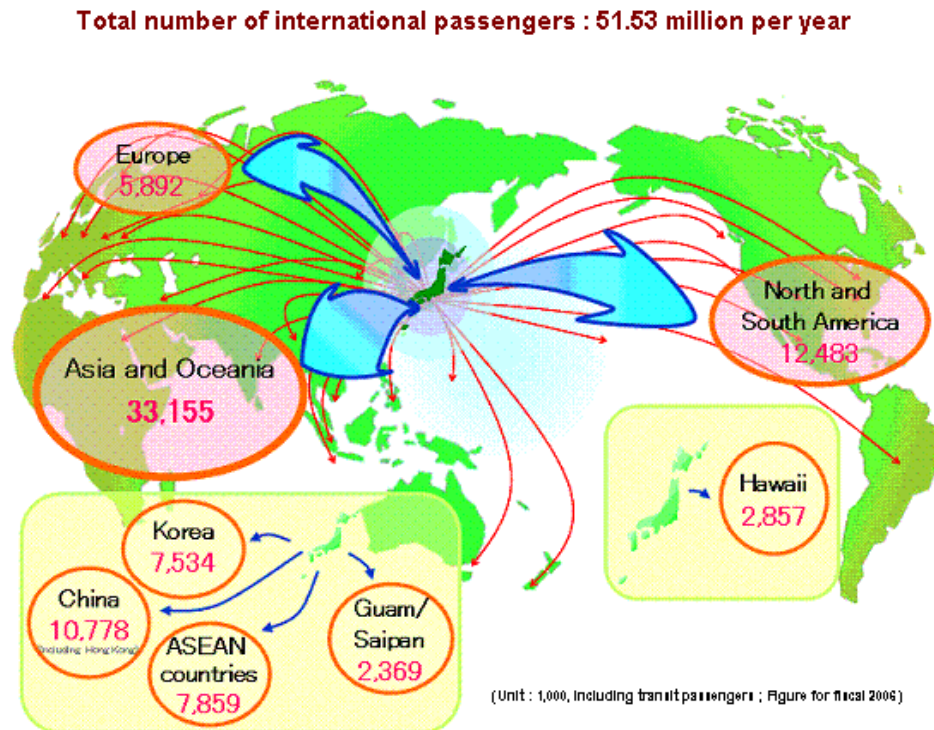 Total number of international passengers : 51.53 million per year
Europe
5,892
Asia and Oceania
33,155
North and
South America
12,483
Hawaii
2,857
Korea
7,534
China
10,778
(Including Hong Kong)
ASEAN
countries
7,859
Guam/
Saipan
2,369
(Unit : 1,000, including transit passengers ; Figure for fiscal 2006)